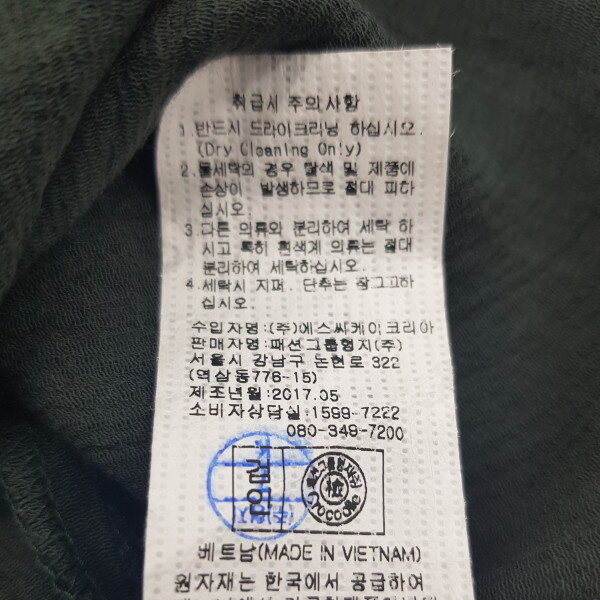 취급시 주의사항
1. 반드시 드라이크리닝 하십시오.
(Dry Cleaning Only)
2. 물세탁의 경우 탈색 및 제품에
손상이 발생하므로 절대 피하
십시오.
3. 다른 의류와 분리하여 세탁 하
시고 특히 흰색계 의류는 절대
분리하여 세탁하십시오.
4. 세탁시 지퍼, 단추는 잠그고하
십시오.
수입자명:(주)에스씨케이코리아
판매자명:패션그룹형지(주)
서울시 강남구 논현로 322
(역삼동776-15)
제조년월:2017.05
소비자상담실:1599-7222
080-349-7200
검입
베트남(MADE IN VIETNAM)
원자재는 한국에서 공급하여